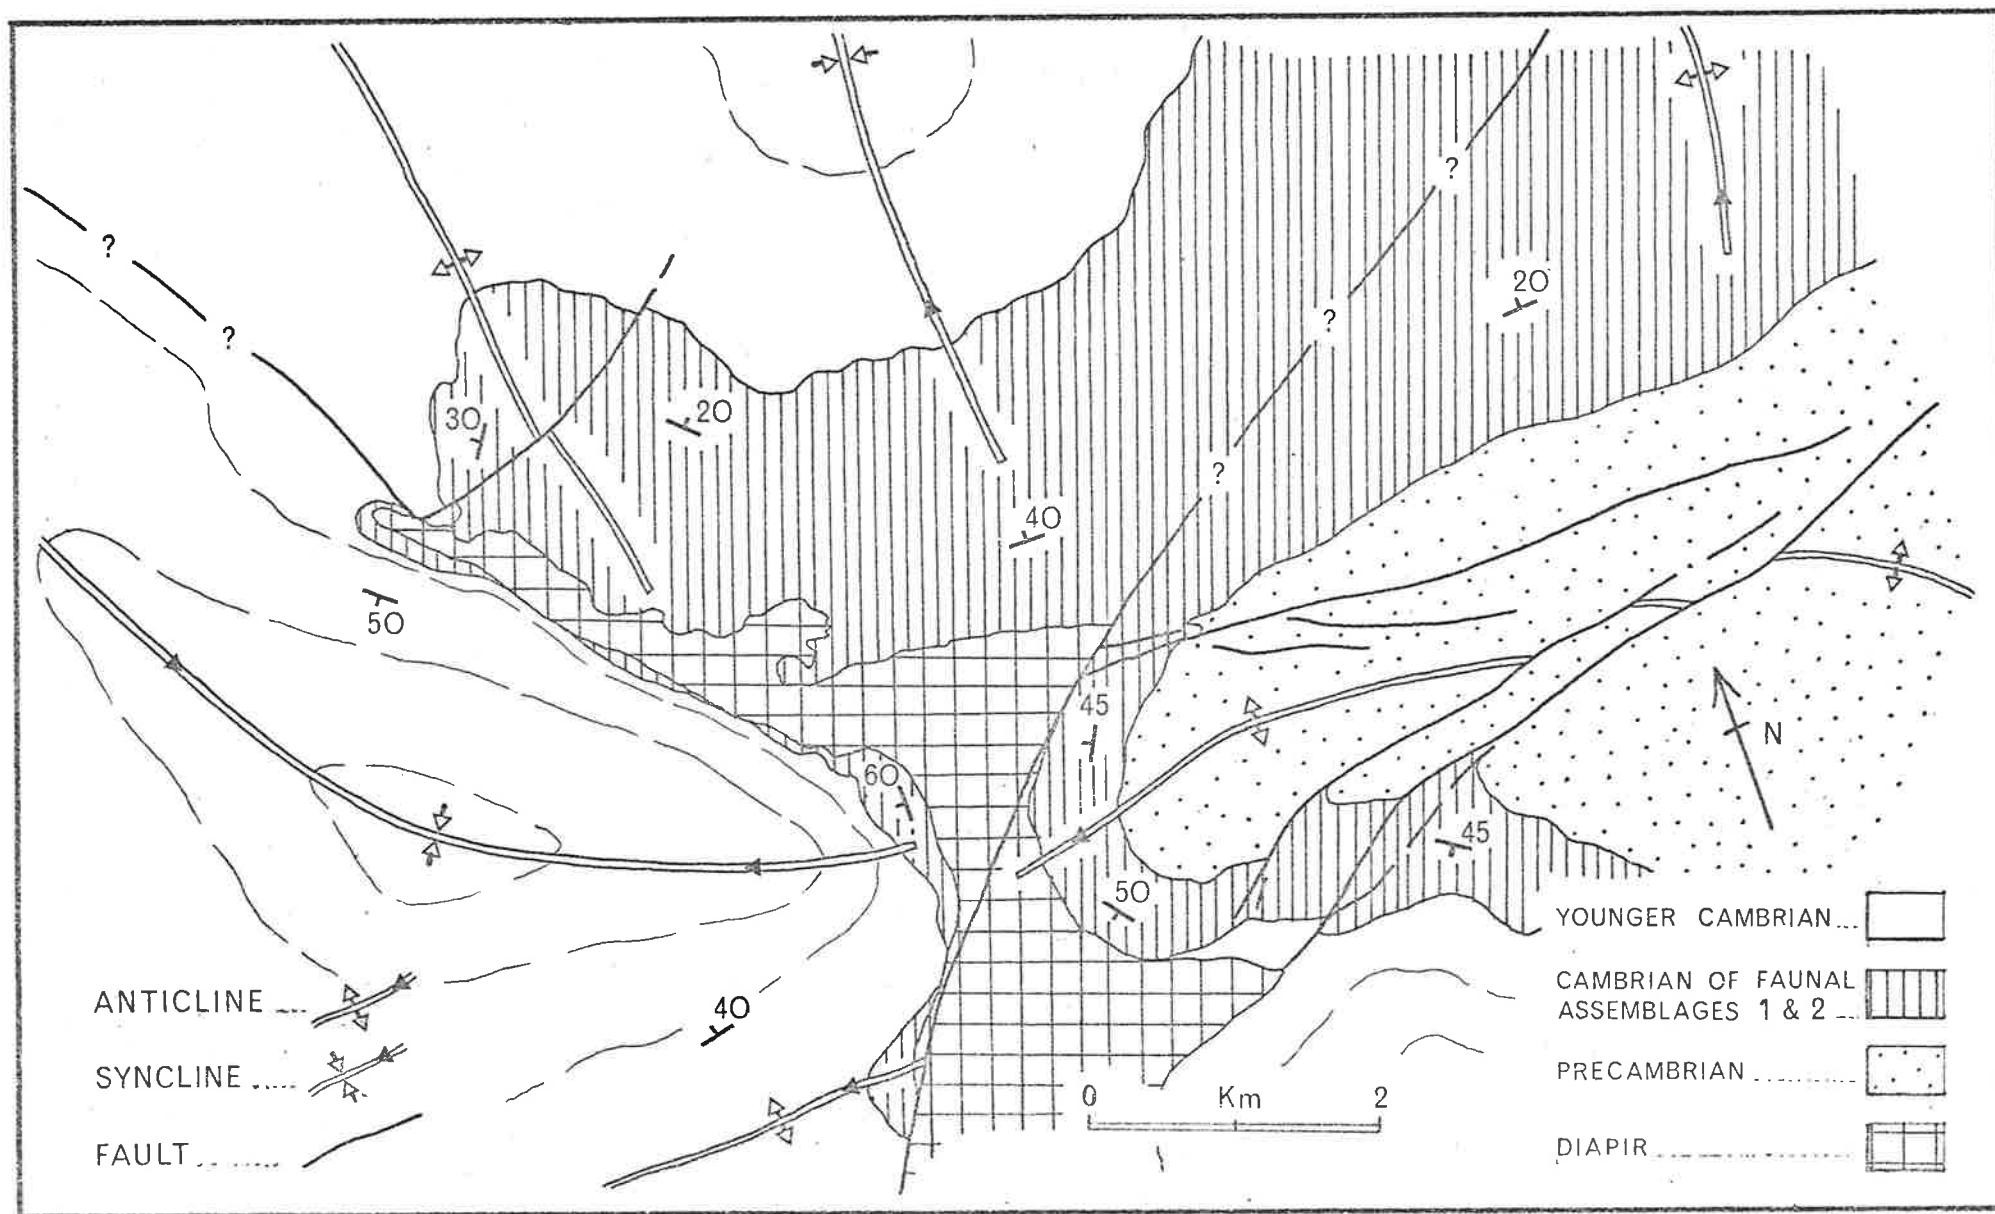 ?
?
20
?
?
30
20
?
40
50
45
N
60
45
50
40
ANTICLINE
SYNCLINE
FAULT
0 Km 2
YOUNGER CAMBRIAN
CAMBRIAN OF FAUNAL
ASSEMBLAGES 1 & 2
PRECAMBRIAN
DIAPIR